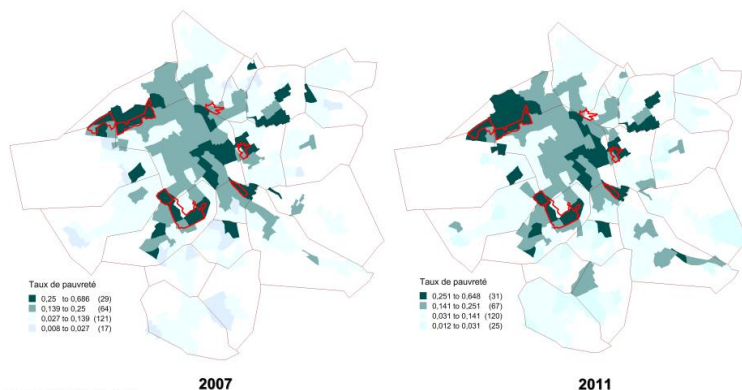 Taux de pauvreté
0,25 to 0,686 (29)
0,139 to 0,25 (64)
0,027 to 0,139 (121)
0,008 to 0,027 (17)
2007
Taux de pauvreté
0,251 to 0,648 (31)
0,141 to 0,251 (67)
0,031 to 0,141 (120)
0,012 to 0,031 (25)
2011